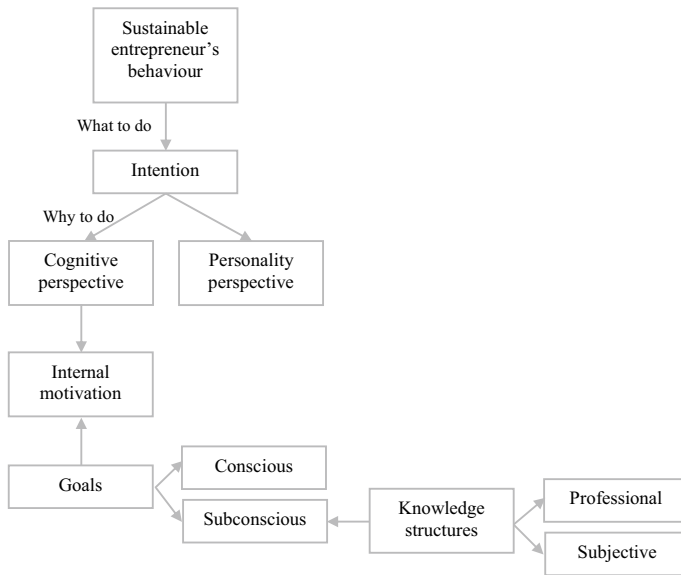 Sustainable
entrepreneur's
behaviour
What to do
Intention
Why to do
Cognitive
perspective
Personality
perspective
Internal
motivation
Goals
Conscious
Subconscious
Knowledge
structures
Professional
Subjective